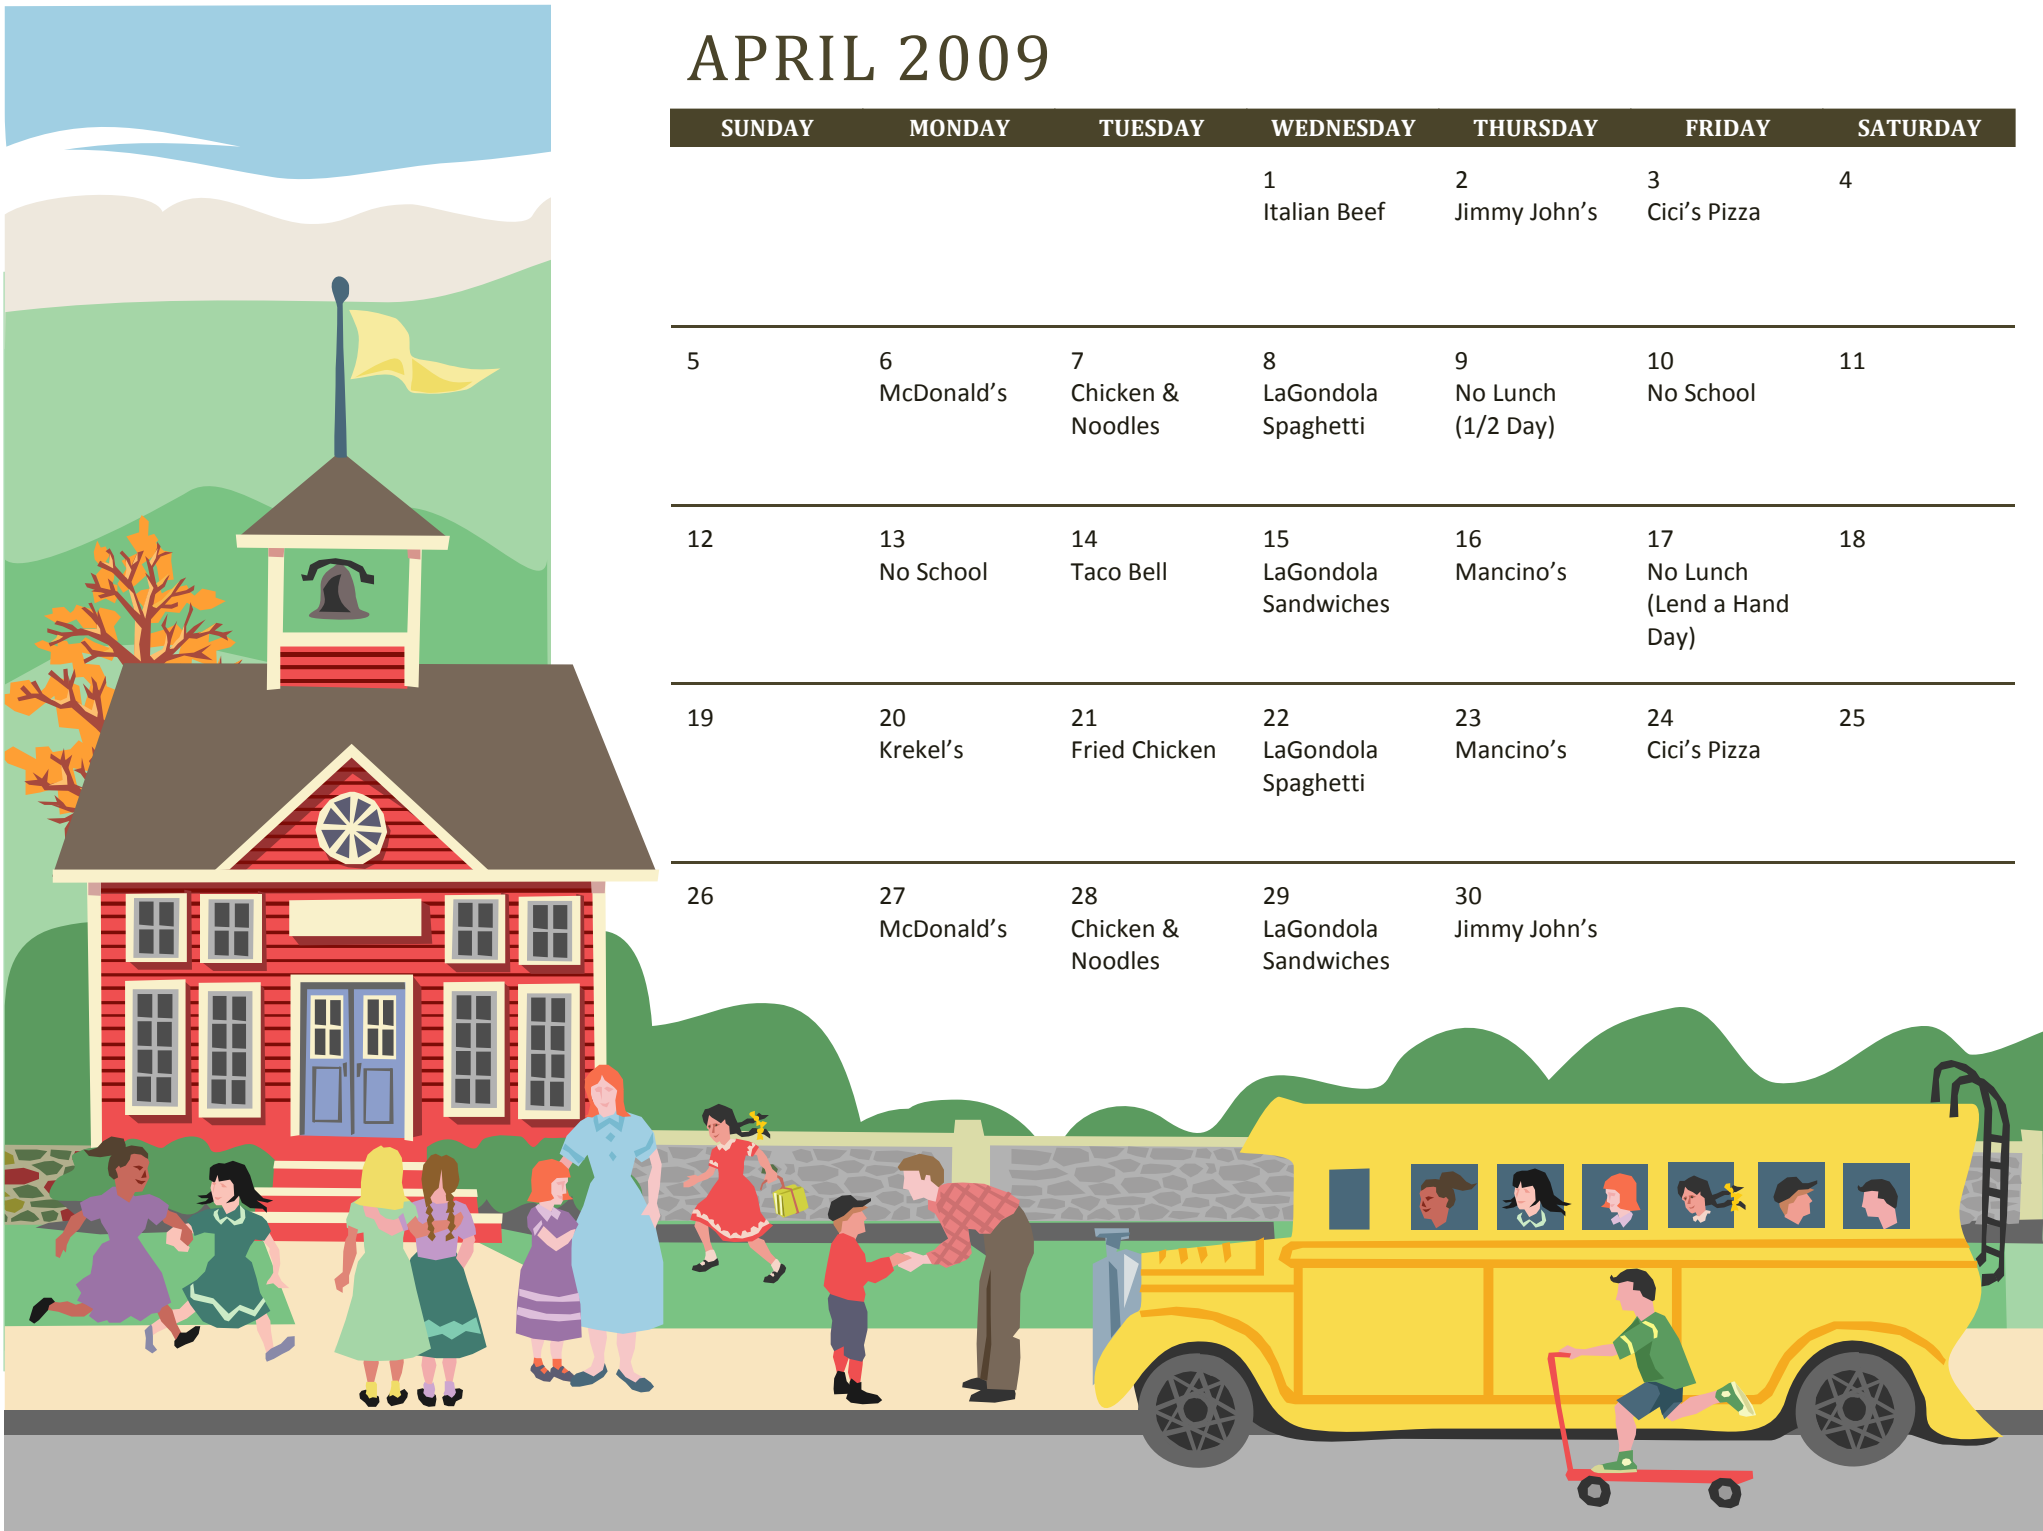 APRIL 2009
SUNDAY MONDAY TUESDAY WEDNESDAY THURSDAY FRIDAY SATURDAY
1
Italian Beef
2
Jimmy John’s
3
Cici’s Pizza
4
5
6
McDonald’s
7
Chicken &
Noodles
8
LaGondola
Spaghetti
9
No Lunch
(1/2 Day)
10
No School
11
12
13
No School
14
Taco Bell
15
LaGondola
Sandwiches
16
Mancino’s
17
No Lunch
(Lend a Hand
Day)
18
19
20
Krekel’s
21
Fried Chicken
22
LaGondola
Spaghetti
23
Mancino’s
24
Cici’s Pizza
25
26
27
McDonald’s
28
Chicken &
Noodles
29
LaGondola
Sandwiches
30
Jimmy John’s